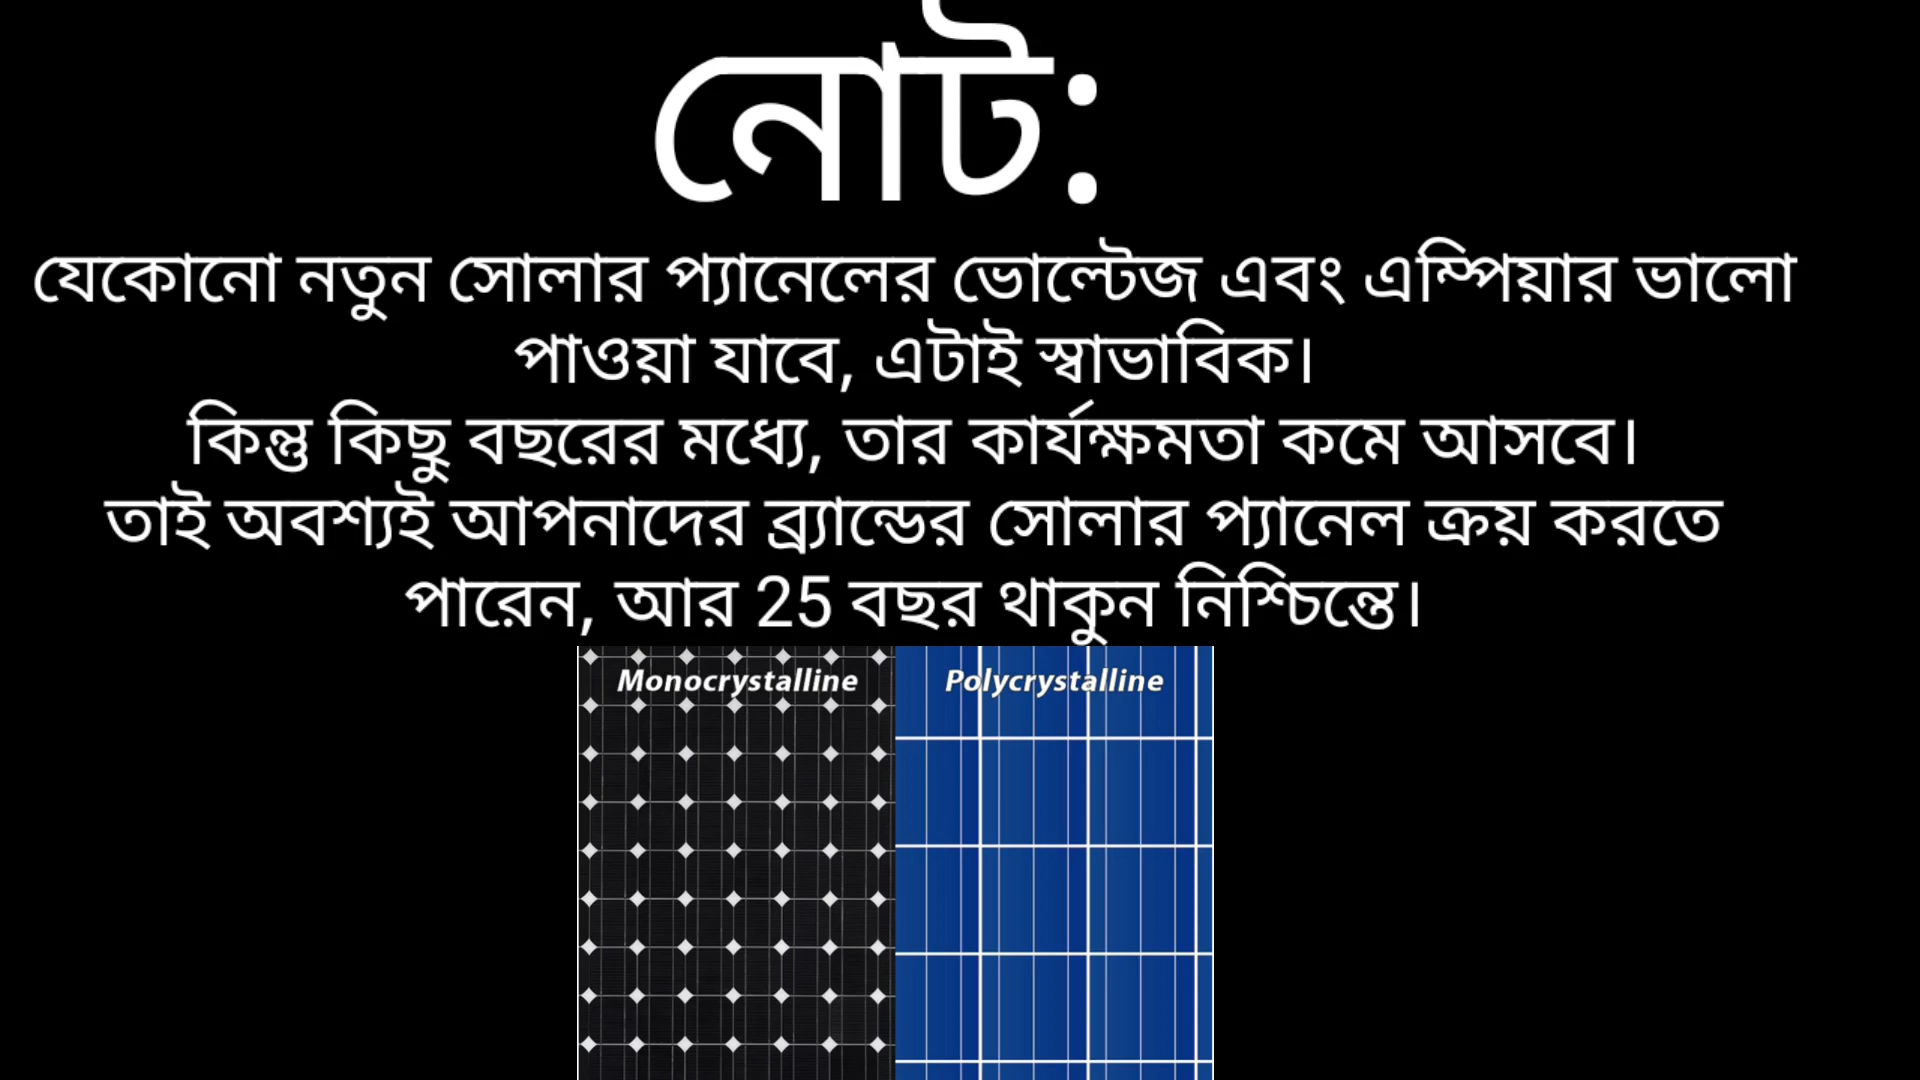 নোট:
যেকোনো নতুন সোলার প্যানেলের ভোল্টেজ এবং এম্পিয়ার ভালো
পাওয়া যাবে, এটাই স্বাভাবিক।
কিন্তু কিছু বছরের মধ্যে, তার কার্যক্ষমতা কমে আসবে।
তাই অবশ্যই আপনাদের ব্র্যান্ডের সোলার প্যানেল ক্রয় করতে
পারেন, আর 25 বছর থাকুন নিশ্চিন্তে।
Monocrystalline Polycrystalline